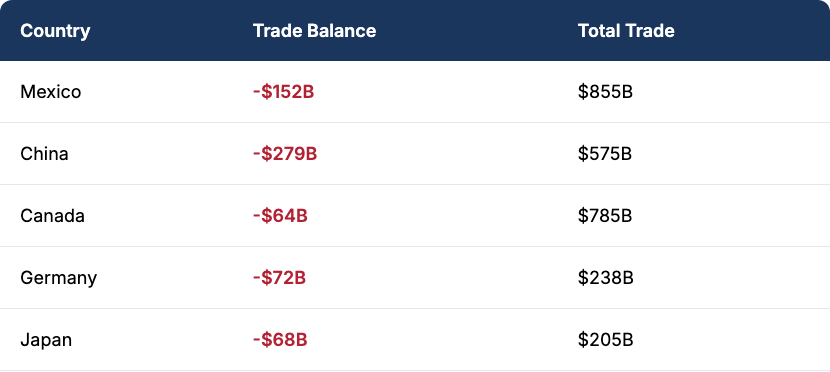 Country Trade Balance Total Trade
Mexico -$152B $855B
China -$279B $575B
Canada -$64B $785B
Germany -$72B $238B
Japan -$68B $205B